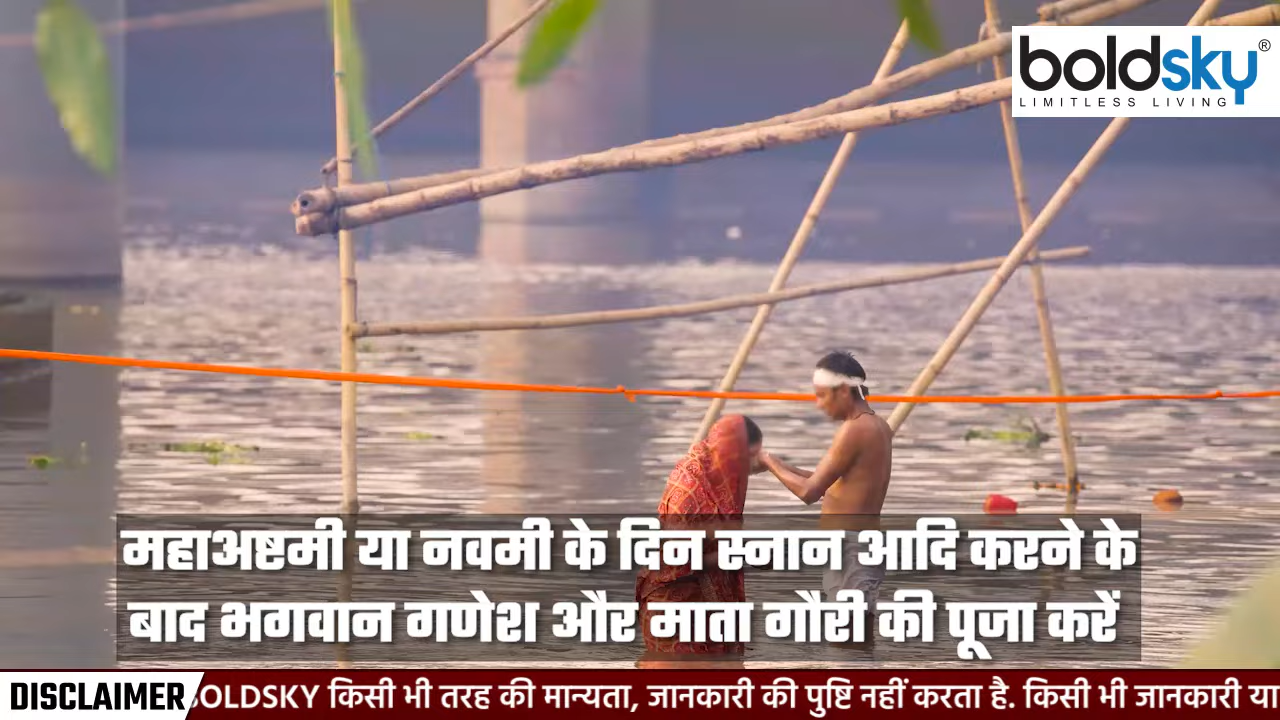 boldsky®
LIMITLESS LIVING
महाअष्टमी या नवमी के दिन स्नान आदि करने के
बाद भगवान गणेश और माता गौरी की पूजा करें
DISCLAIMER BOLDSKY किसी भी तरह की मान्यता, जानकारी की पुष्टि नहीं करता है. किसी भी जानकारी या